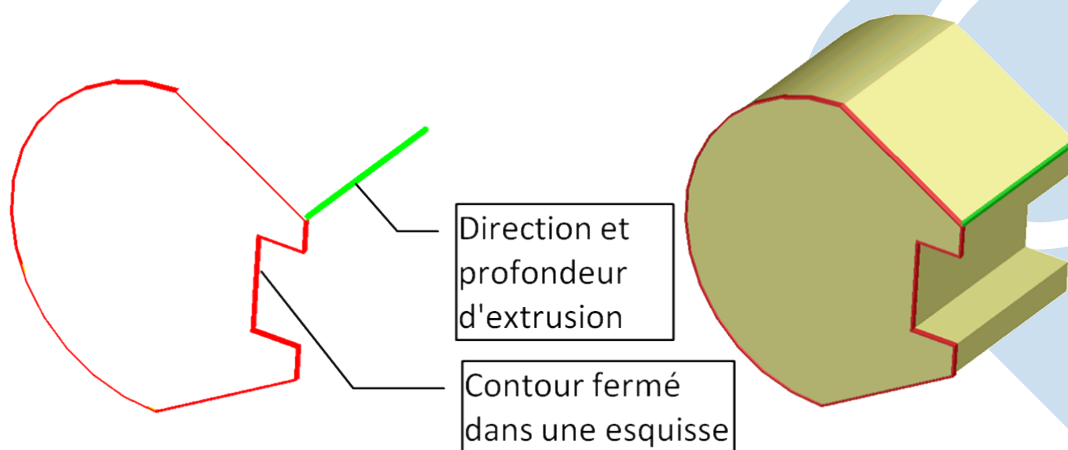 Direction et
profondeur
d'extrusion
Contour fermé
dans une esquisse